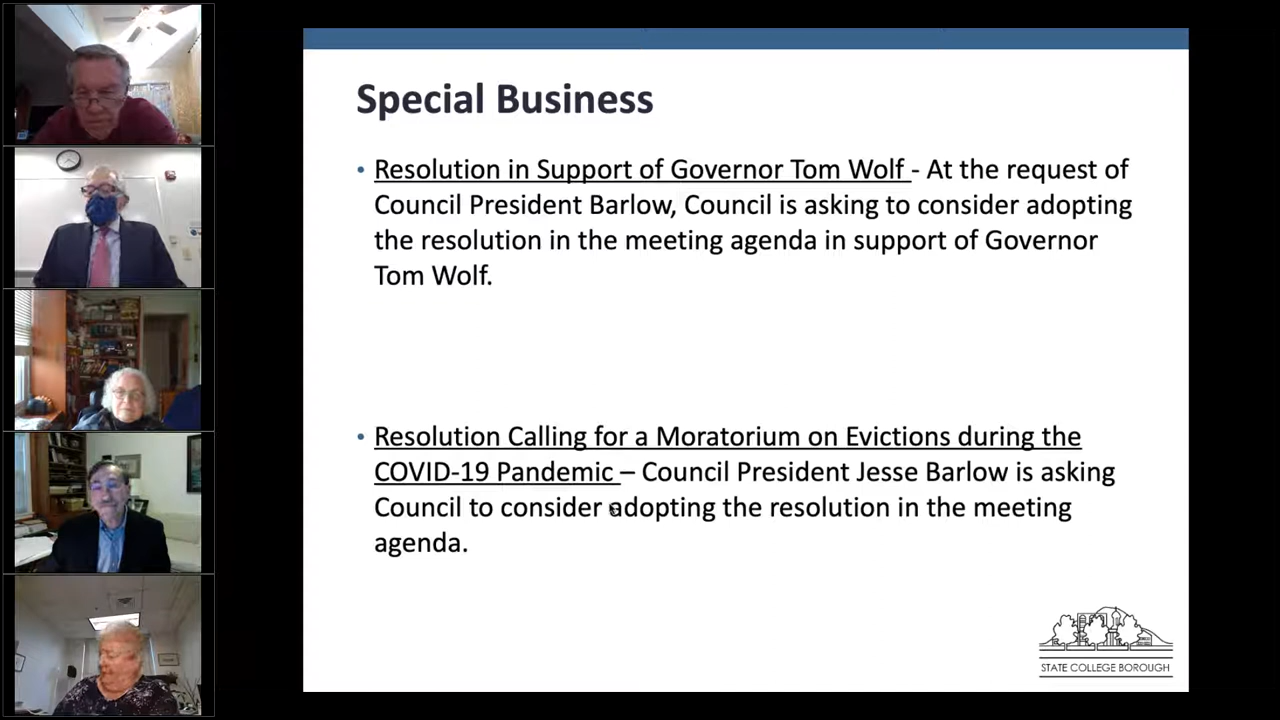 Special Business
• Resolution in Support of Governor Tom Wolf - At the request of
Council President Barlow, Council is asking to consider adopting
the resolution in the meeting agenda in support of Governor
Tom Wolf.
• Resolution Calling for a Moratorium on Evictions during the
COVID-19 Pandemic – Council President Jesse Barlow is asking
Council to consider adopting the resolution in the meeting
agenda.
STATE COLLEGE BOROUGH